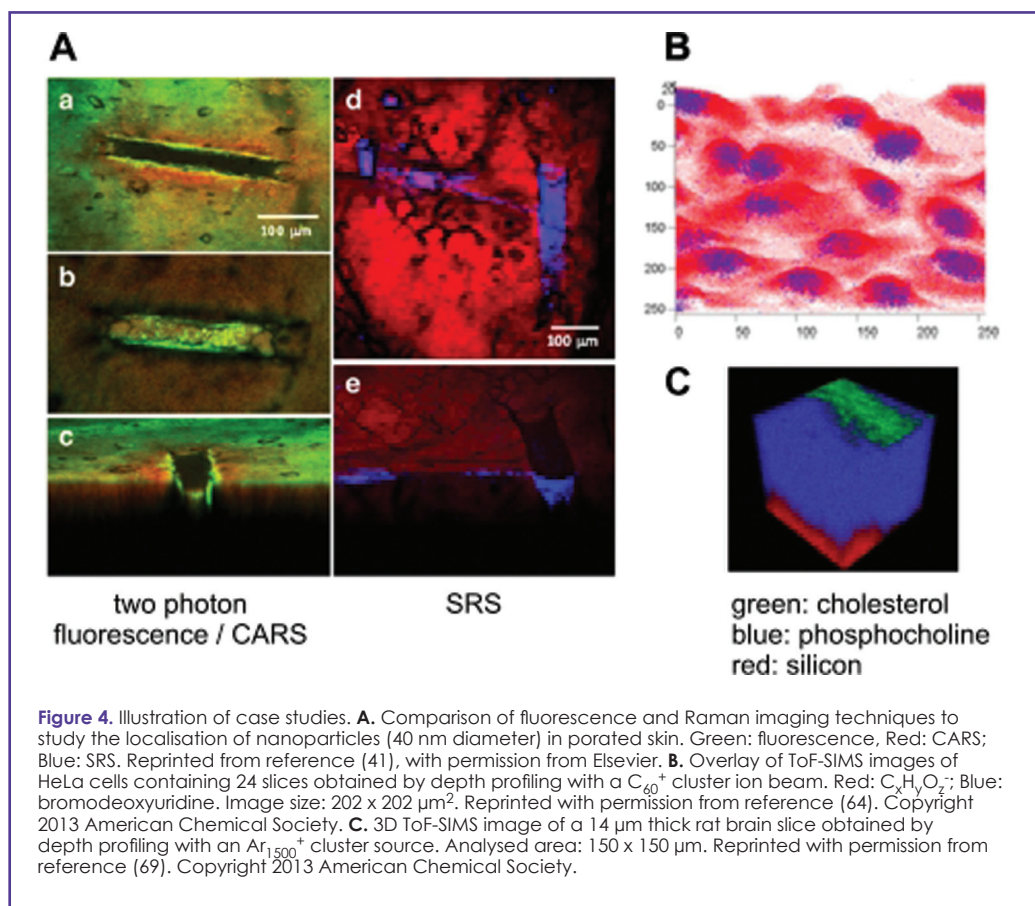 A
B
a
d
100 µm
b
100 µm
c
e
0
50
100
150
200
250
0
50
100
150
200
250
C
two photon
fluorescence / CARS
SRS
green: cholesterol
blue: phosphocholine
red: silicon
Figure 4. Illustration of case studies. A. Comparison of fluorescence and Raman imaging techniques to
study the localisation of nanoparticles (40 nm diameter) in porated skin. Green: fluorescence, Red: CARS;
Blue: SRS. Reprinted from reference (41), with permission from Elsevier. B. Overlay of ToF-SIMS images of
HeLa cells containing 24 slices obtained by depth profiling with a C₆₀⁺ cluster ion beam. Red: CₓHᵧO_z⁻; Blue:
bromodeoxyuridine. Image size: 202 x 202 µm². Reprinted with permission from reference (64). Copyright
2013 American Chemical Society. C. 3D ToF-SIMS image of a 14 µm thick rat brain slice obtained by
depth profiling with an Ar₁₅₀₀⁺ cluster source. Analysed area: 150 x 150 µm. Reprinted with permission from
reference (69). Copyright 2013 American Chemical Society.